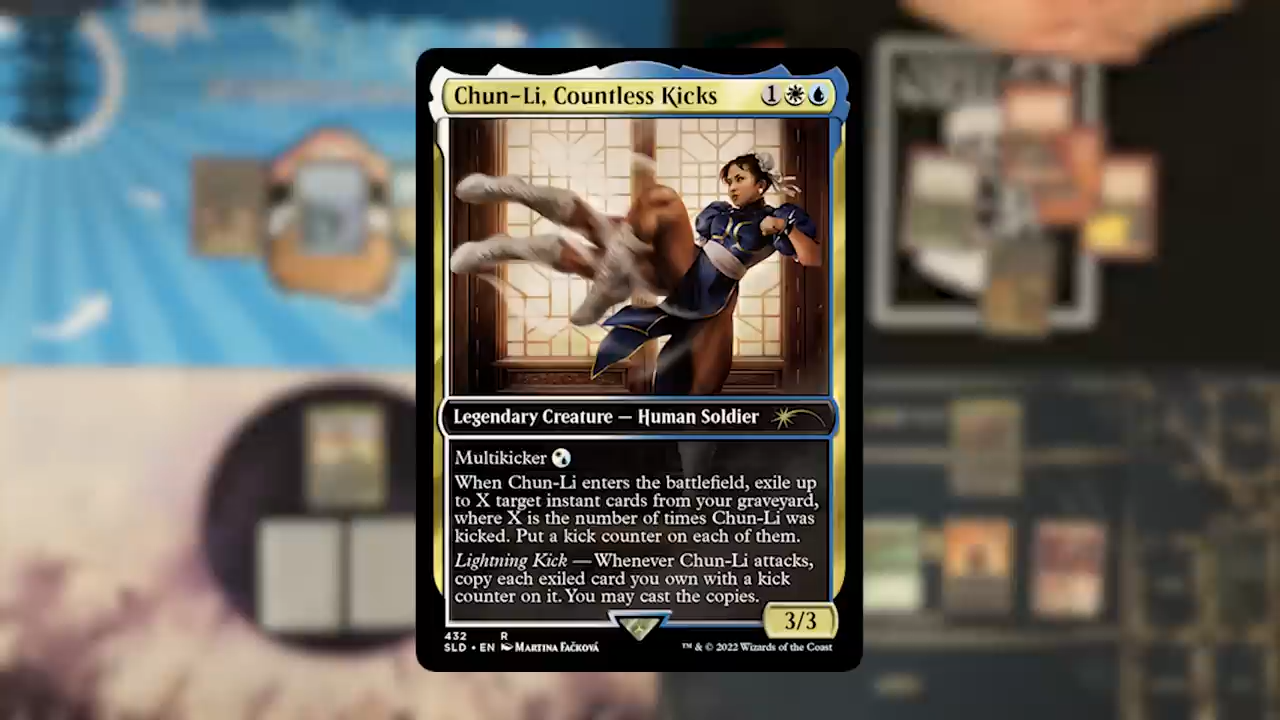 Chun-Li, Countless Kicks 1
Legendary Creature — Human Soldier
Multikicker
When Chun-Li enters the battlefield, exile up
to X target instant cards from your graveyard,
where X is the number of times Chun-Li was
kicked. Put a kick counter on each of them.
Lightning Kick — Whenever Chun-Li attacks,
copy each exiled card you own with a kick
counter on it. You may cast the copies.
3/3
432 R
SLD • EN Martina Fačková
™ & © 2022 Wizards of the Coast